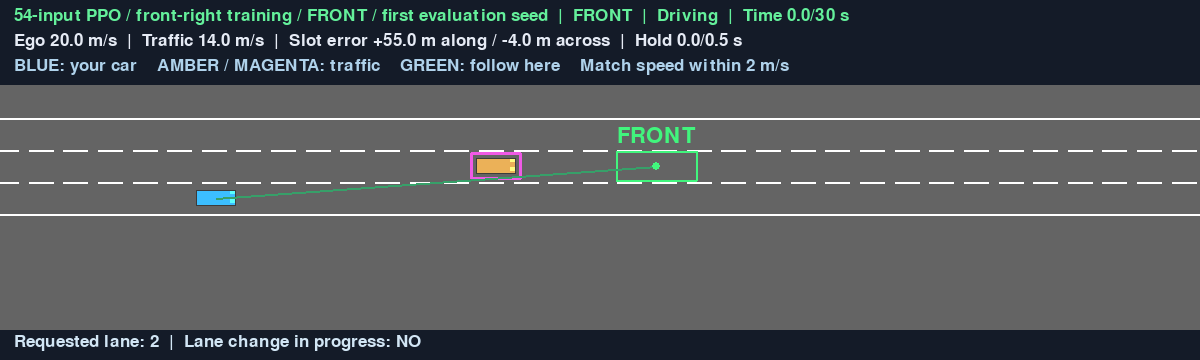 54-input PPO / front-right training / FRONT / first evaluation seed | FRONT | Driving | Time 0.0/30 s
Ego 20.0 m/s | Traffic 14.0 m/s | Slot error +55.0 m along / -4.0 m across | Hold 0.0/0.5 s
BLUE: your car AMBER / MAGENTA: traffic GREEN: follow here Match speed within 2 m/s
FRONT
Requested lane: 2 | Lane change in progress: NO